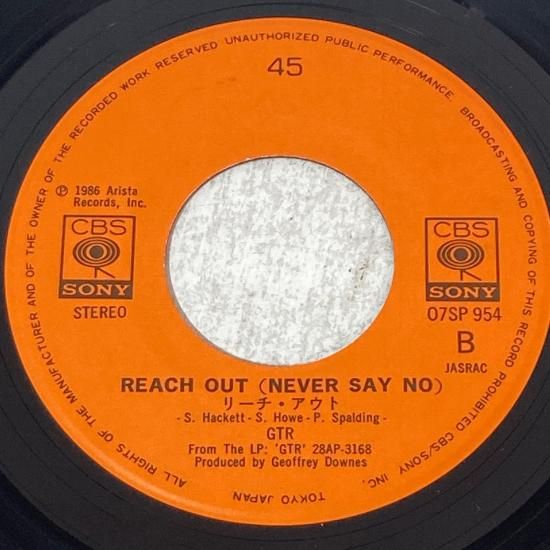 ALL RIGHTS OF THE MANUFACTURER AND OF THE OWNER OF THE RECORDED WORK RESERVED UNAUTHORIZED PUBLIC PERFORMANCE, BROADCASTING AND COPYING OF THIS RECORD PROHIBITED CBS/SONY INC.
TOKYO JAPAN
45
℗ 1986 Arista
Records, Inc.
CBS
SONY
STEREO
CBS
SONY
07SP 954
B
JASRAC
REACH OUT (NEVER SAY NO)
リーチ・アウト
- S. Hackett - S. Howe - P. Spalding -
GTR
From The LP: 'GTR' 28AP-3168
Produced by Geoffrey Downes